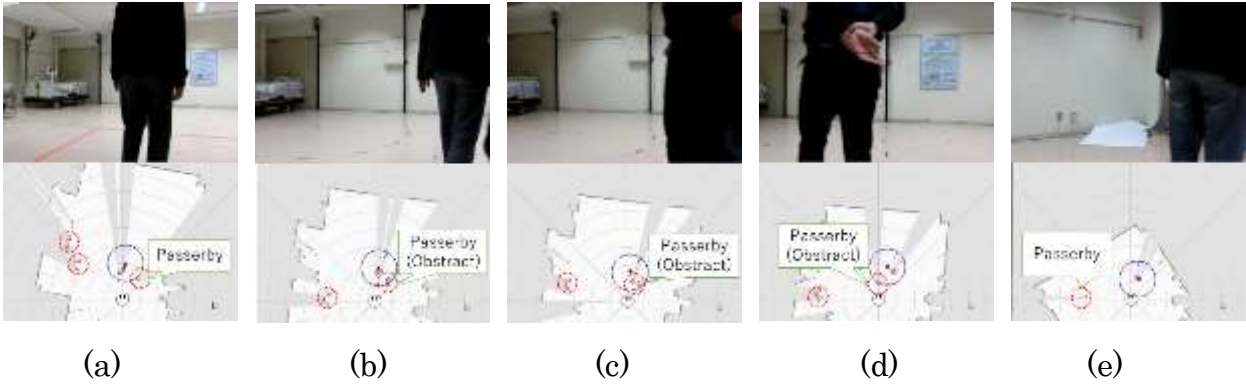 Passerby
Passerby
(Obstract)
Passerby
(Obstract)
Passerby
(Obstract)
Passerby
(a)
(b)
(c)
(d)
(e)